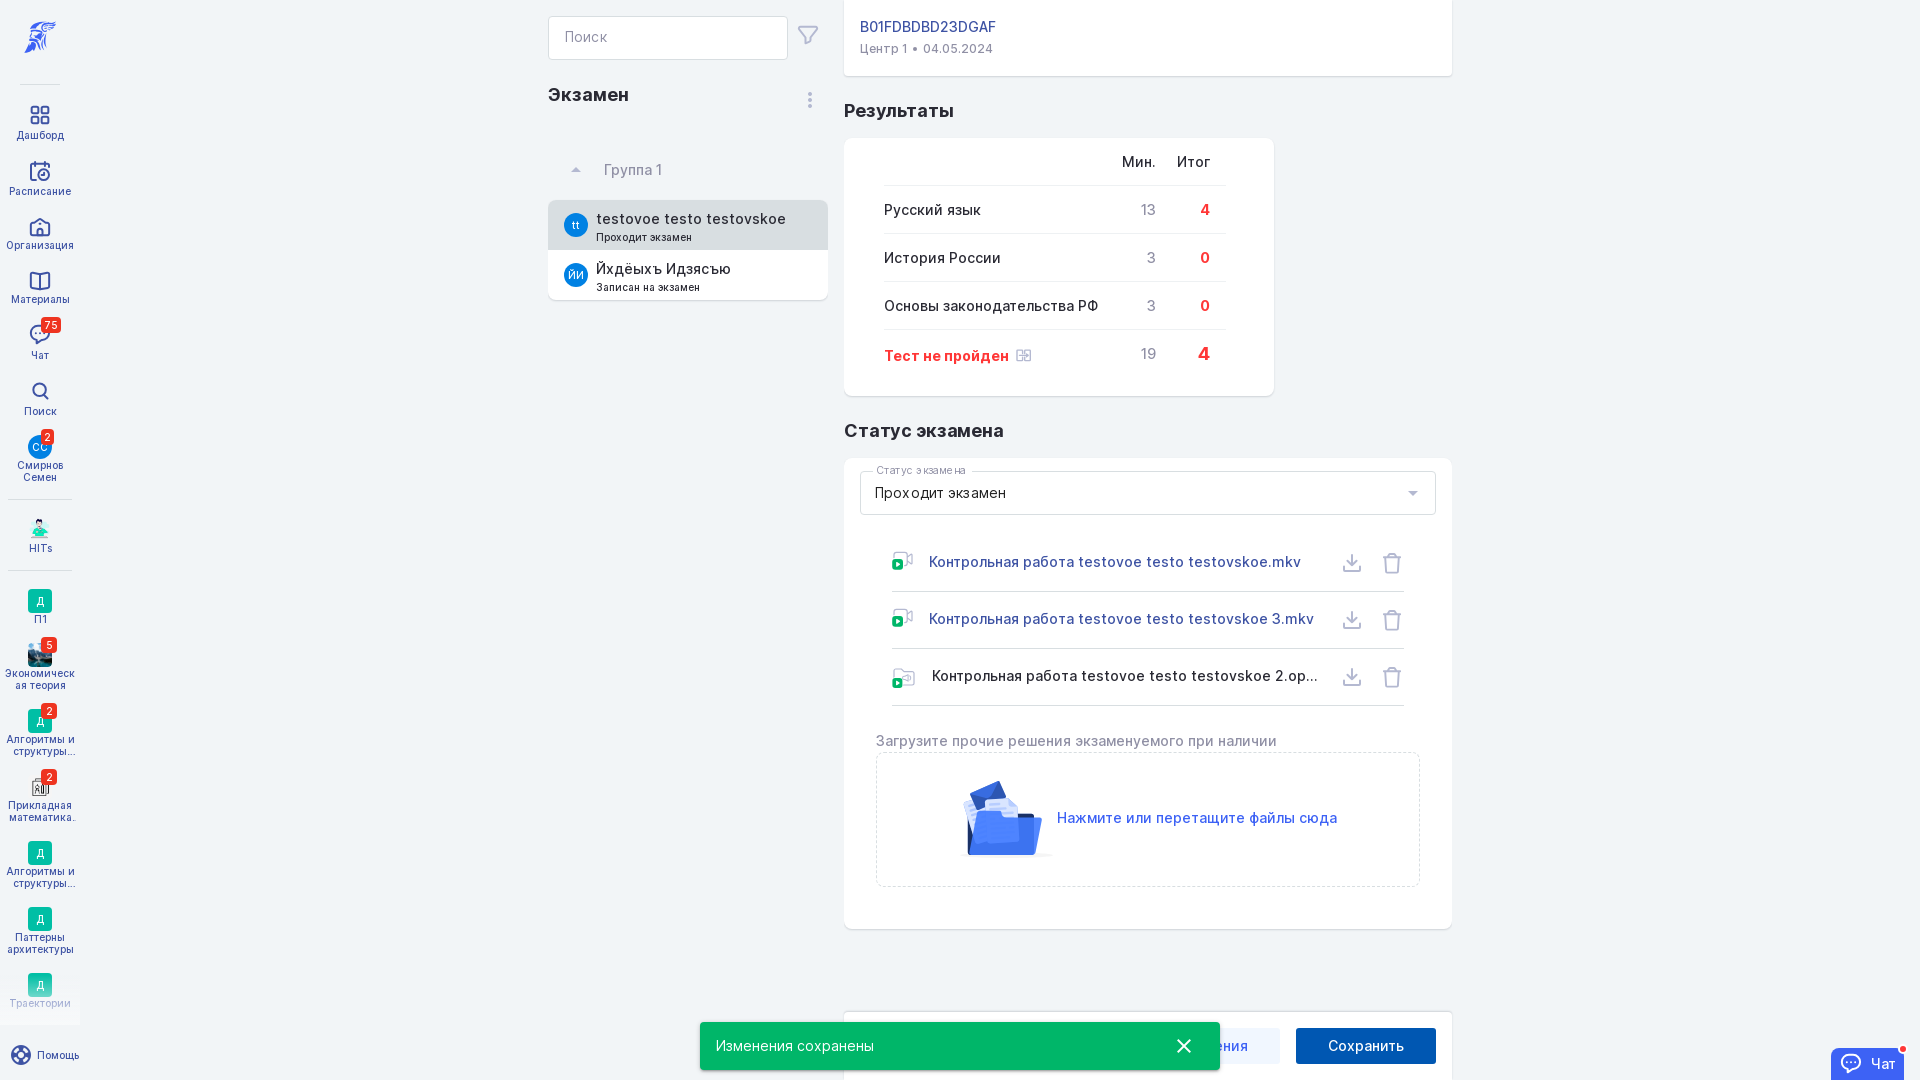 Дашборд
Расписание
Организация
Материалы
75
Чат
Поиск
СС
2
Смирнов
Семен
HITs
Д
П1
5
Экономическ
ая теория
Д
2
Алгоритмы и
структуры...
2
Прикладная
математика.
Д
Алгоритмы и
структуры...
Д
Паттерны
архитектуры
Д
Траектории
Помощь
Поиск
Экзамен
Группа 1
tt
testovoe testo testovskoe
Проходит экзамен
ЙИ
Йхдёыхъ Идзясъю
Записан на экзамен
B01FDBDBD23DGAF
Центр 1 • 04.05.2024
Результаты
Мин. Итог
Русский язык 13 4
История России 3 0
Основы законодательства РФ 3 0
Тест не пройден 19 4
Статус экзамена
Статус экзамена
Проходит экзамен
Контрольная работа testovoe testo testovskoe.mkv
Контрольная работа testovoe testo testovskoe 3.mkv
Контрольная работа testovoe testo testovskoe 2.op...
Загрузите прочие решения экзаменуемого при наличии
Нажмите или перетащите файлы сюда
Изменения сохранены
ения
Сохранить
Чат